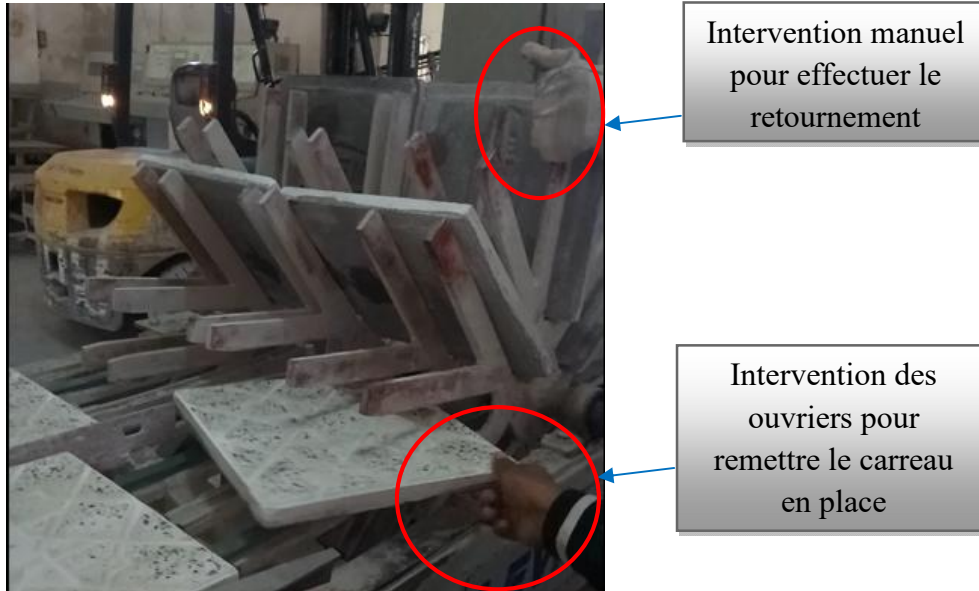 Intervention manuel
pour effectuer le
retournement
Intervention des
ouvriers pour
remettre le carreau
en place